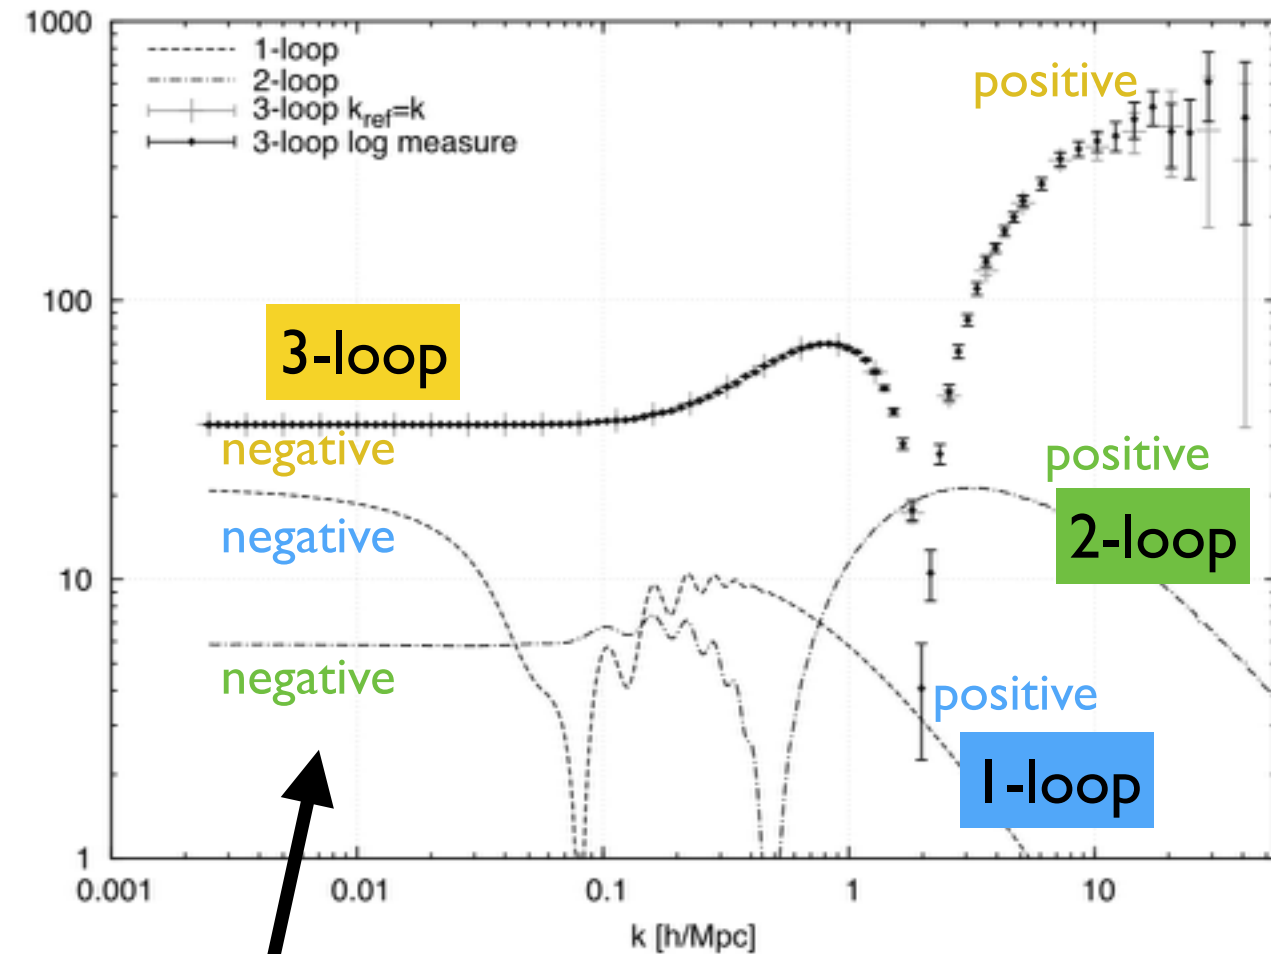 1000
1-loop
2-loop
3-loop k_ref=k
3-loop log measure
positive
100
3-loop
negative
positive
negative
2-loop
10
negative
positive
1-loop
1
0.001
0.01
0.1
1
10
k [h/Mpc]